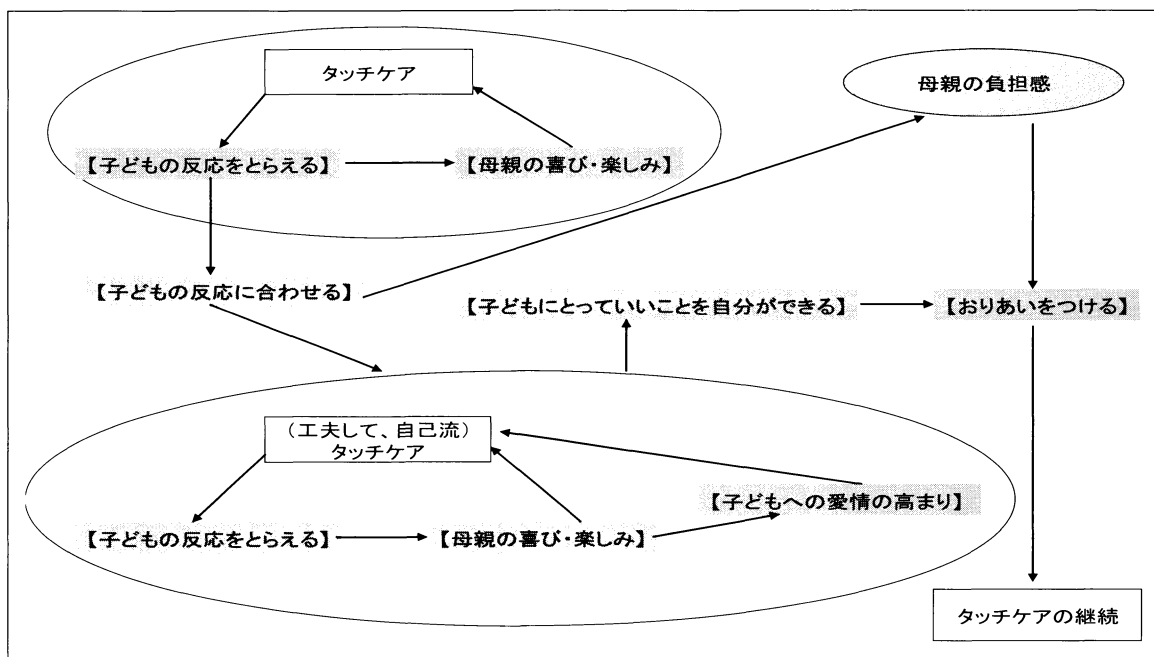 タッチケア
母親の負担感
【子どもの反応をとらえる】
【母親の喜び・楽しみ】
【子どもの反応に合わせる】
【子どもにとっていいことを自分ができる】
【おりあいをつける】
（工夫して、自己流）
タッチケア
【子どもへの愛情の高まり】
【子どもの反応をとらえる】
【母親の喜び・楽しみ】
タッチケアの継続